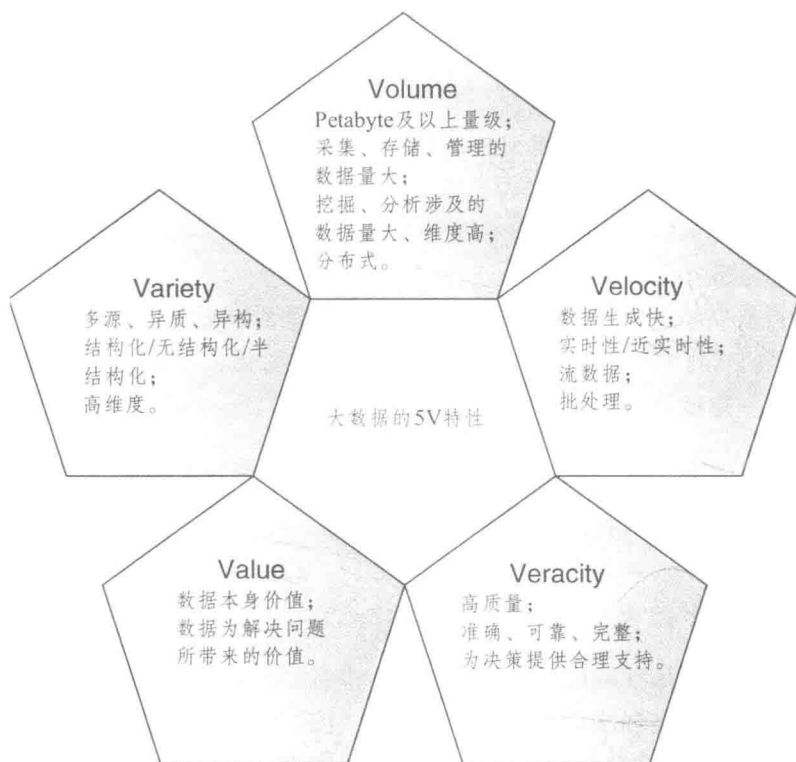 Volume
Petabyte及以上量级；
采集、存储、管理的
数据量大；
挖掘、分析涉及的
数据量大、维度高；
分布式。
Variety
多源、异质、异构；
结构化/无结构化/半
结构化；
高维度。
Velocity
数据生成快；
实时性/近实时性；
流数据；
批处理。
大数据的5V特性
Value
数据本身价值；
数据为解决问题
所带来的价值。
Veracity
高质量；
准确、可靠、完整；
为决策提供合理支持。